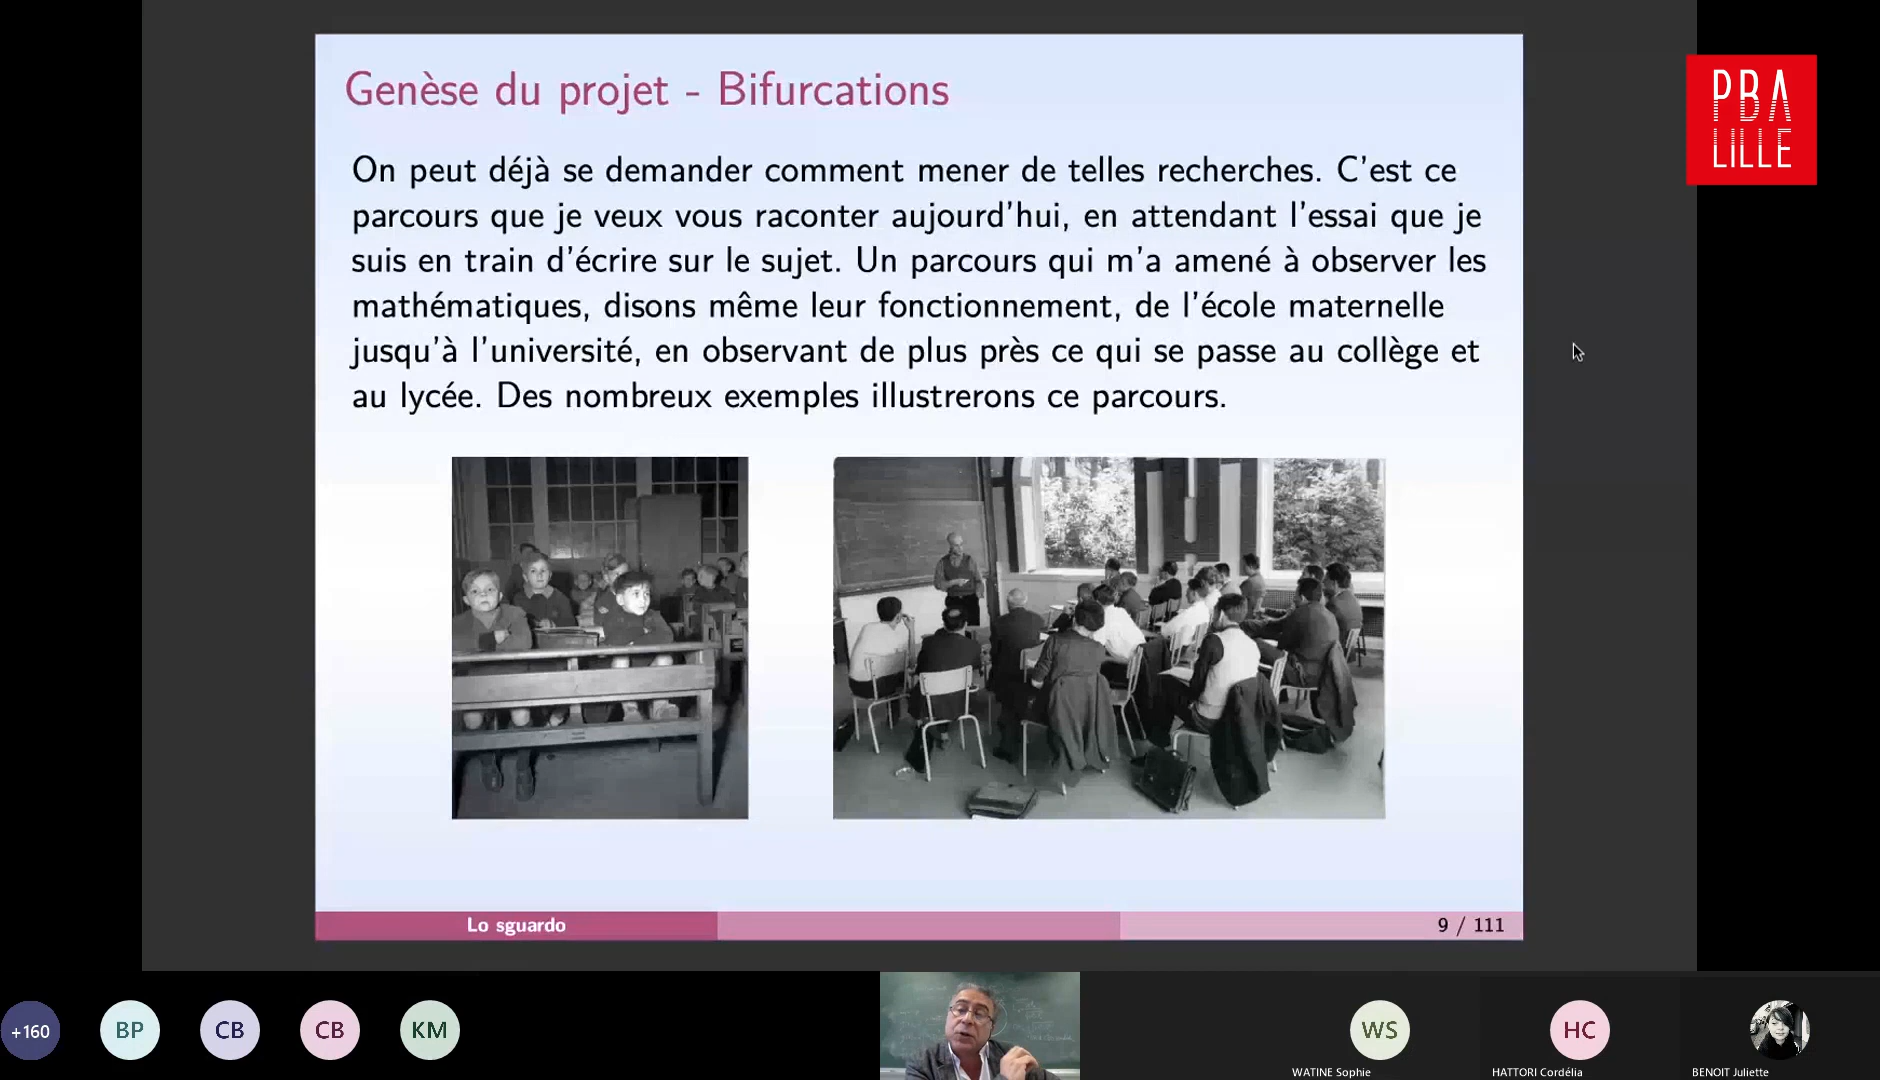 Genèse du projet - Bifurcations
On peut déjà se demander comment mener de telles recherches. C'est ce
parcours que je veux vous raconter aujourd'hui, en attendant l'essai que je
suis en train d'écrire sur le sujet. Un parcours qui m'a amené à observer les
mathématiques, disons même leur fonctionnement, de l'école maternelle
jusqu'à l'université, en observant de plus près ce qui se passe au collège et
au lycée. Des nombreux exemples illustrerons ce parcours.
Lo sguardo
9 / 111
PBA
LILLE
+160
BP
CB
CB
KM
WS
WATINE Sophie
HC
HATTORI Cordélia
BENOIT Juliette